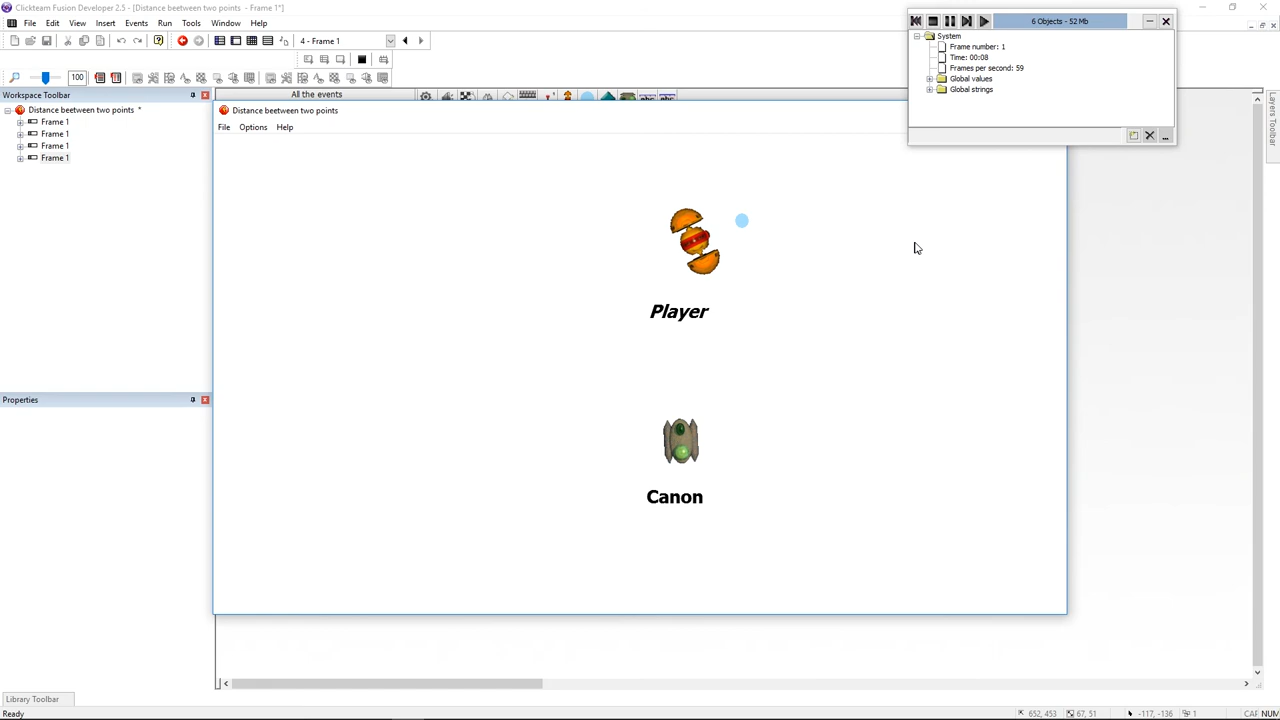 Clickteam Fusion Developer 2.5 - [Distance beetween two points - Frame 1*]
File Edit View Insert Events Run Tools Window Help
4 - Frame 1
100
Workspace Toolbar
Distance beetween two points *
Frame 1
Frame 1
Frame 1
Frame 1
Properties
All the events
Distance beetween two points
File Options Help
Player
Canon
6 Objects - 52 Mb
System
Frame number: 1
Time: 00:08
Frames per second: 59
Global values
Global strings
Layers Toolbar
Library Toolbar
Ready
652, 453
67, 51
-117, -136
1
CAP NUM